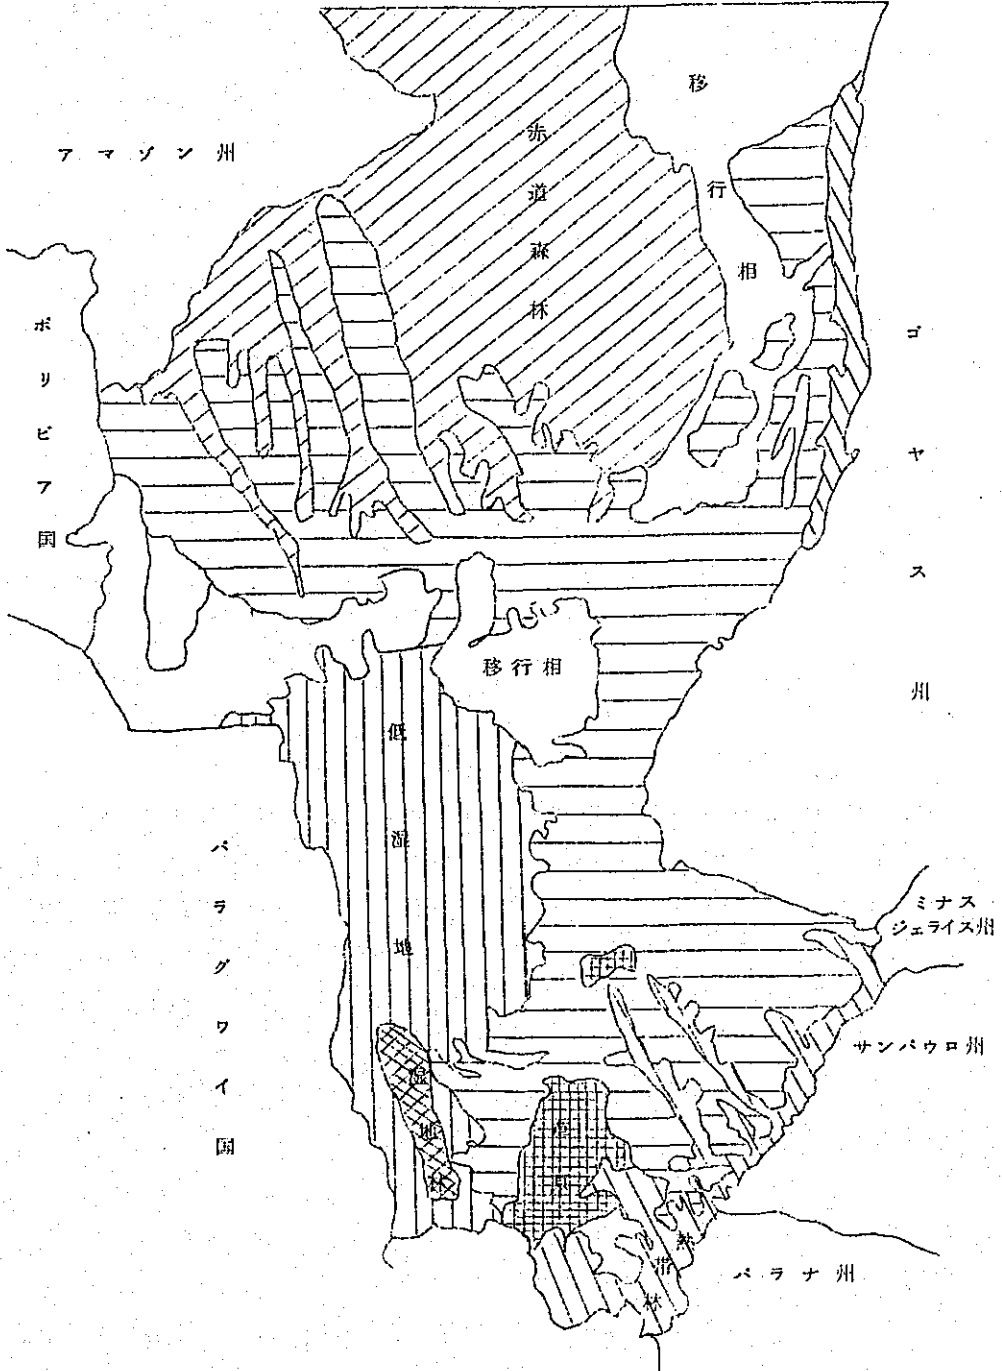 アマゾン州
ボリビア国
赤道森林
移行相
ゴヤス州
移行相
低湿地
パラグワイ国
ミナス
ジェライス州
サンパウロ州
湿地林
草原
熱帯林
パラナ州